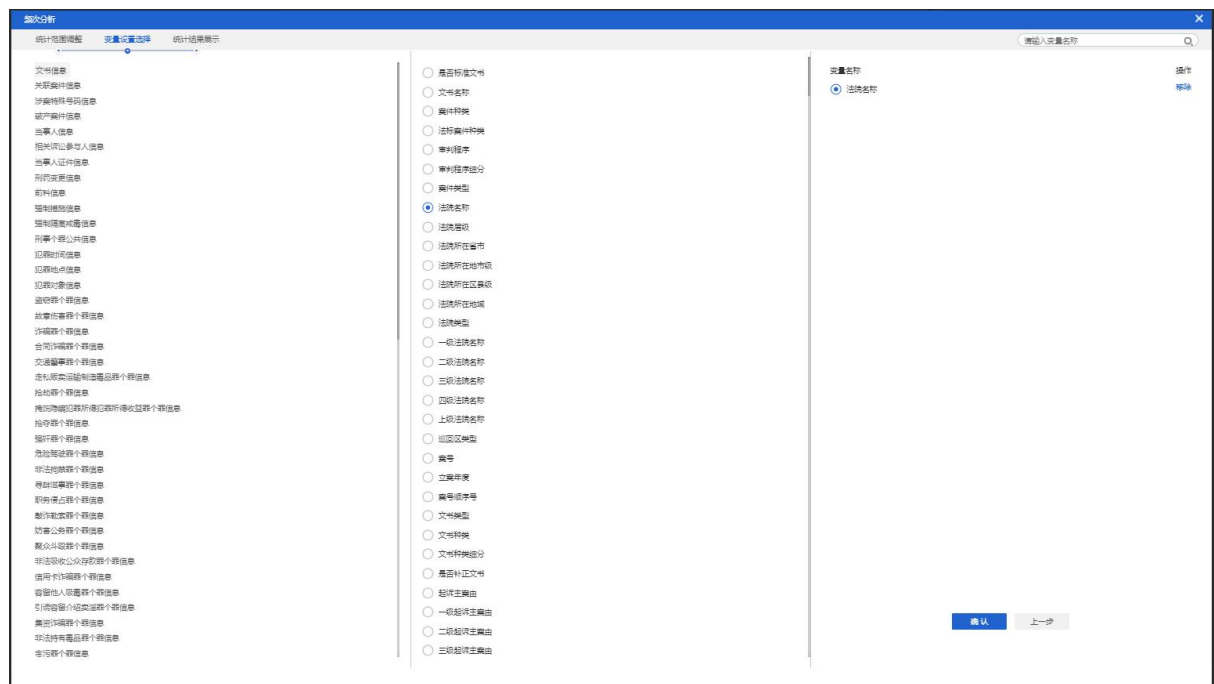 频次分析
统计范围调整 变量设置选择 统计结果展示 请输入变量名称
文书信息
关联案件信息
涉案特殊号码信息
破产案件信息
当事人信息
相关诉讼参与人信息
当事人证件信息
刑罚变更信息
前科信息
强制措施信息
强制隔离戒毒信息
刑事个罪公共信息
犯罪时间信息
犯罪地点信息
犯罪对象信息
盗窃罪个罪信息
故意伤害罪个罪信息
诈骗罪个罪信息
合同诈骗罪个罪信息
交通肇事罪个罪信息
走私贩卖运输制造毒品罪个罪信息
抢劫罪个罪信息
掩饰隐瞒犯罪所得犯罪所得收益罪个罪信息
抢夺罪个罪信息
强奸罪个罪信息
危险驾驶罪个罪信息
非法拘禁罪个罪信息
寻衅滋事罪个罪信息
职务侵占罪个罪信息
敲诈勒索罪个罪信息
妨害公务罪个罪信息
聚众斗殴罪个罪信息
非法吸收公众存款罪个罪信息
信用卡诈骗罪个罪信息
容留他人吸毒罪个罪信息
引诱容留介绍卖淫罪个罪信息
集资诈骗罪个罪信息
非法持有毒品罪个罪信息
贪污罪个罪信息
是否标准文书
文书名称
案件种类
法标案件种类
审判程序
审判程序细分
案件类型
法院名称
法院层级
法院所在省市
法院所在地市级
法院所在区县级
法院所在地域
法院类型
一级法院名称
二级法院名称
三级法院名称
四级法院名称
上级法院名称
巡回区类型
案号
立案年度
案号顺序号
文书类型
文书种类
文书种类细分
是否补正文书
起诉主案由
一级起诉主案由
二级起诉主案由
三级起诉主案由
变量名称 操作
法院名称 移除
确认 上一步